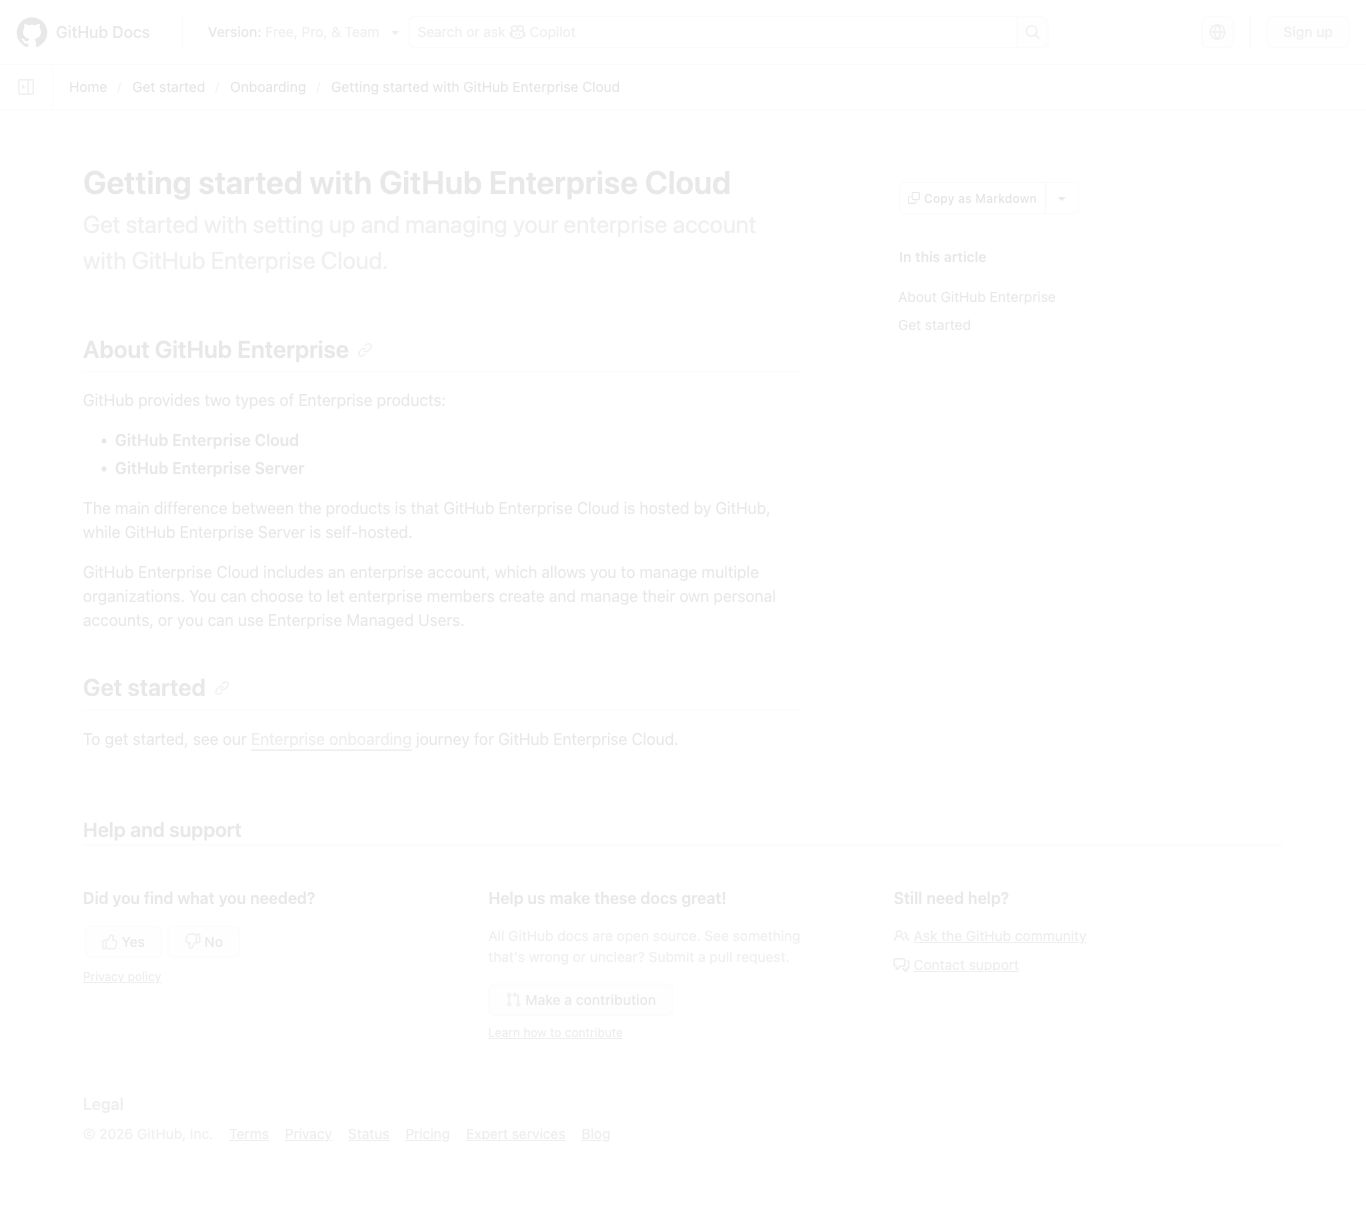 GitHub Docs
Version: Free, Pro, & Team
Search or ask Copilot
Sign up
Home / Get started / Onboarding / Getting started with GitHub Enterprise Cloud
Getting started with GitHub Enterprise Cloud
Get started with setting up and managing your enterprise account
with GitHub Enterprise Cloud.
Copy as Markdown
In this article
About GitHub Enterprise
Get started
About GitHub Enterprise
GitHub provides two types of Enterprise products:
• GitHub Enterprise Cloud
• GitHub Enterprise Server
The main difference between the products is that GitHub Enterprise Cloud is hosted by GitHub,
while GitHub Enterprise Server is self-hosted.
GitHub Enterprise Cloud includes an enterprise account, which allows you to manage multiple
organizations. You can choose to let enterprise members create and manage their own personal
accounts, or you can use Enterprise Managed Users.
Get started
To get started, see our Enterprise onboarding journey for GitHub Enterprise Cloud.
Help and support
Did you find what you needed?
Yes
No
Privacy policy
Help us make these docs great!
All GitHub docs are open source. See something
that's wrong or unclear? Submit a pull request.
Make a contribution
Learn how to contribute
Still need help?
Ask the GitHub community
Contact support
Legal
© 2026 GitHub, Inc. Terms Privacy Status Pricing Expert services Blog